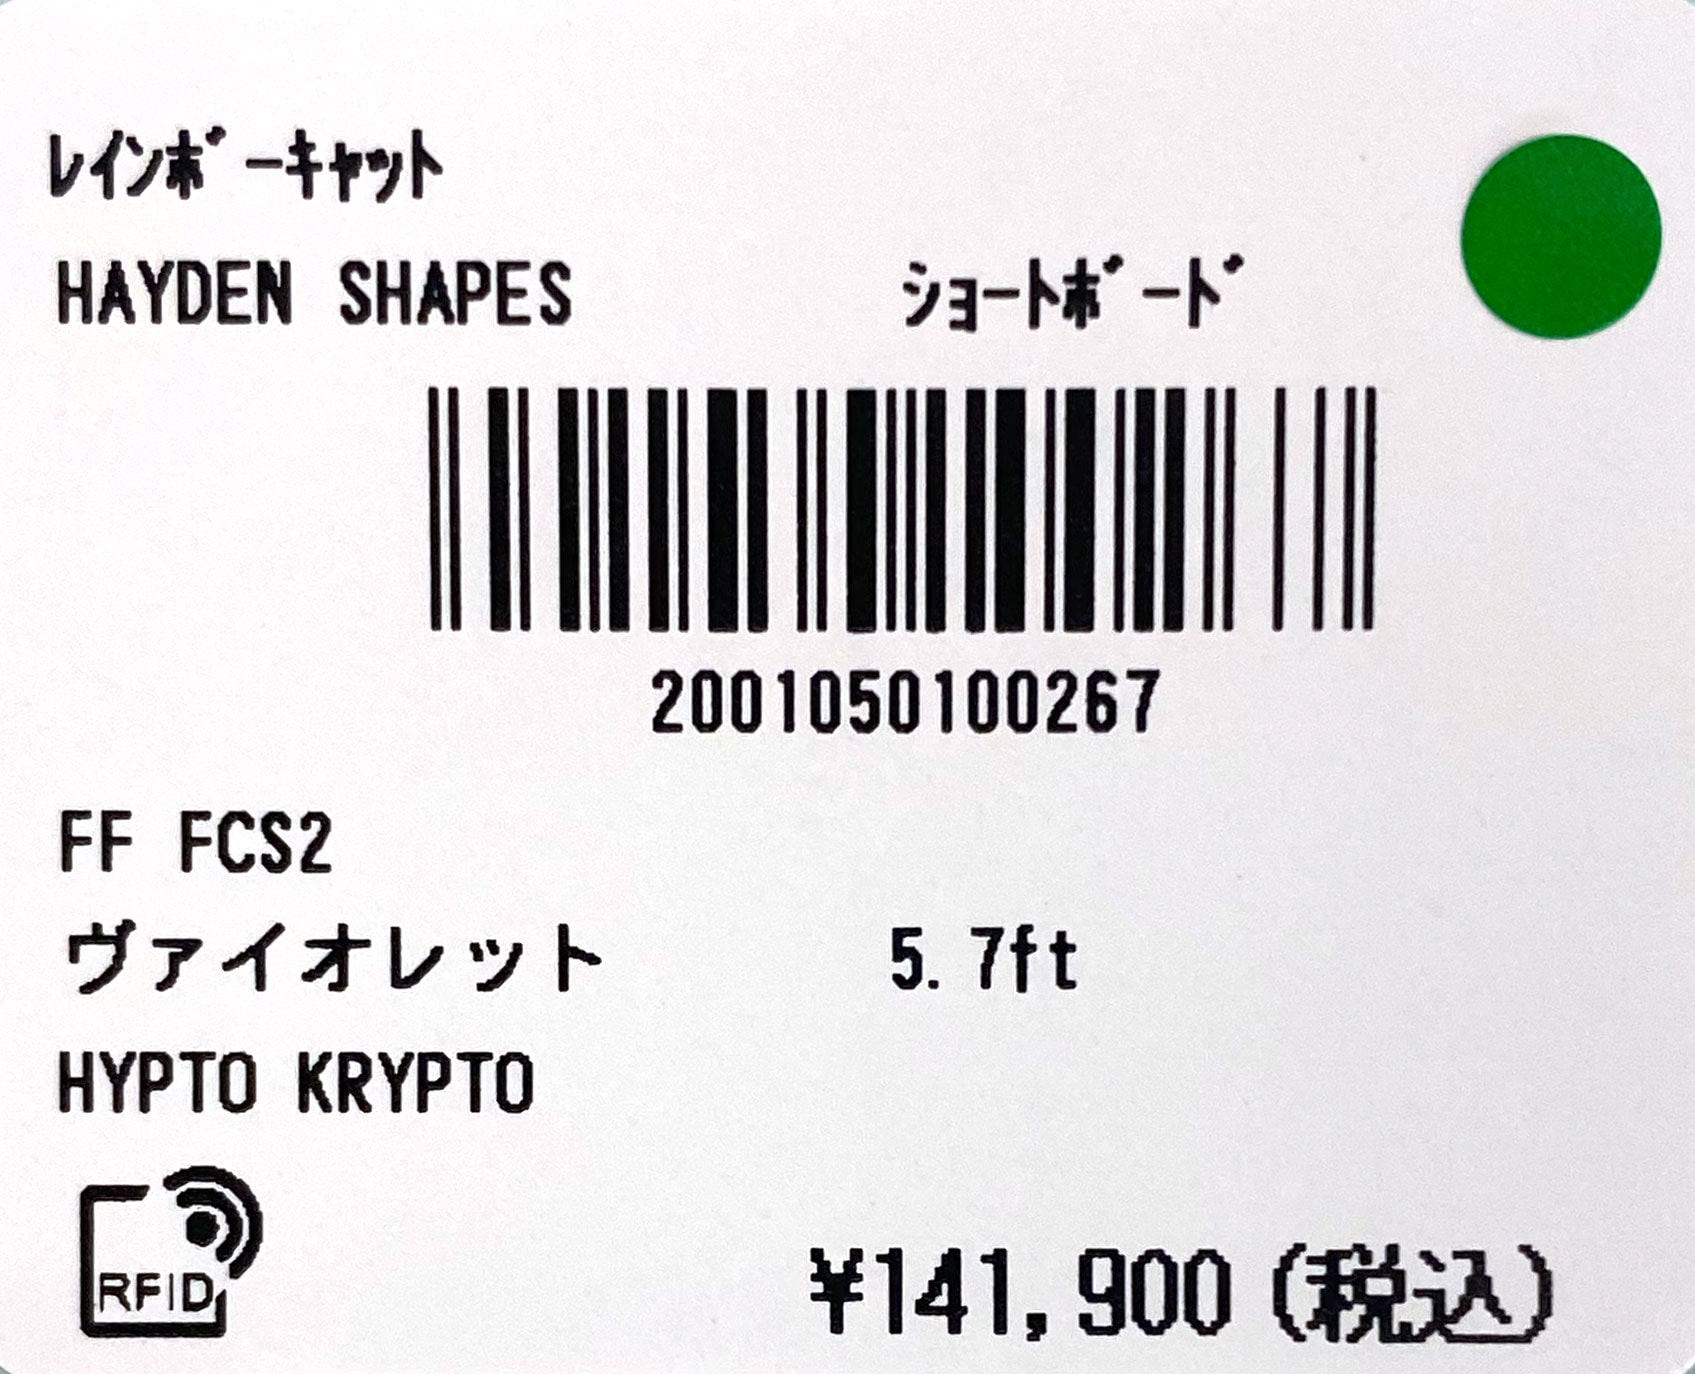 レインボーキャット
HAYDEN SHAPES ショートボード
2001050100267
FF FCS2
ヴァイオレット 5.7ft
HYPTO KRYPTO
RFID
¥141,900(税込)